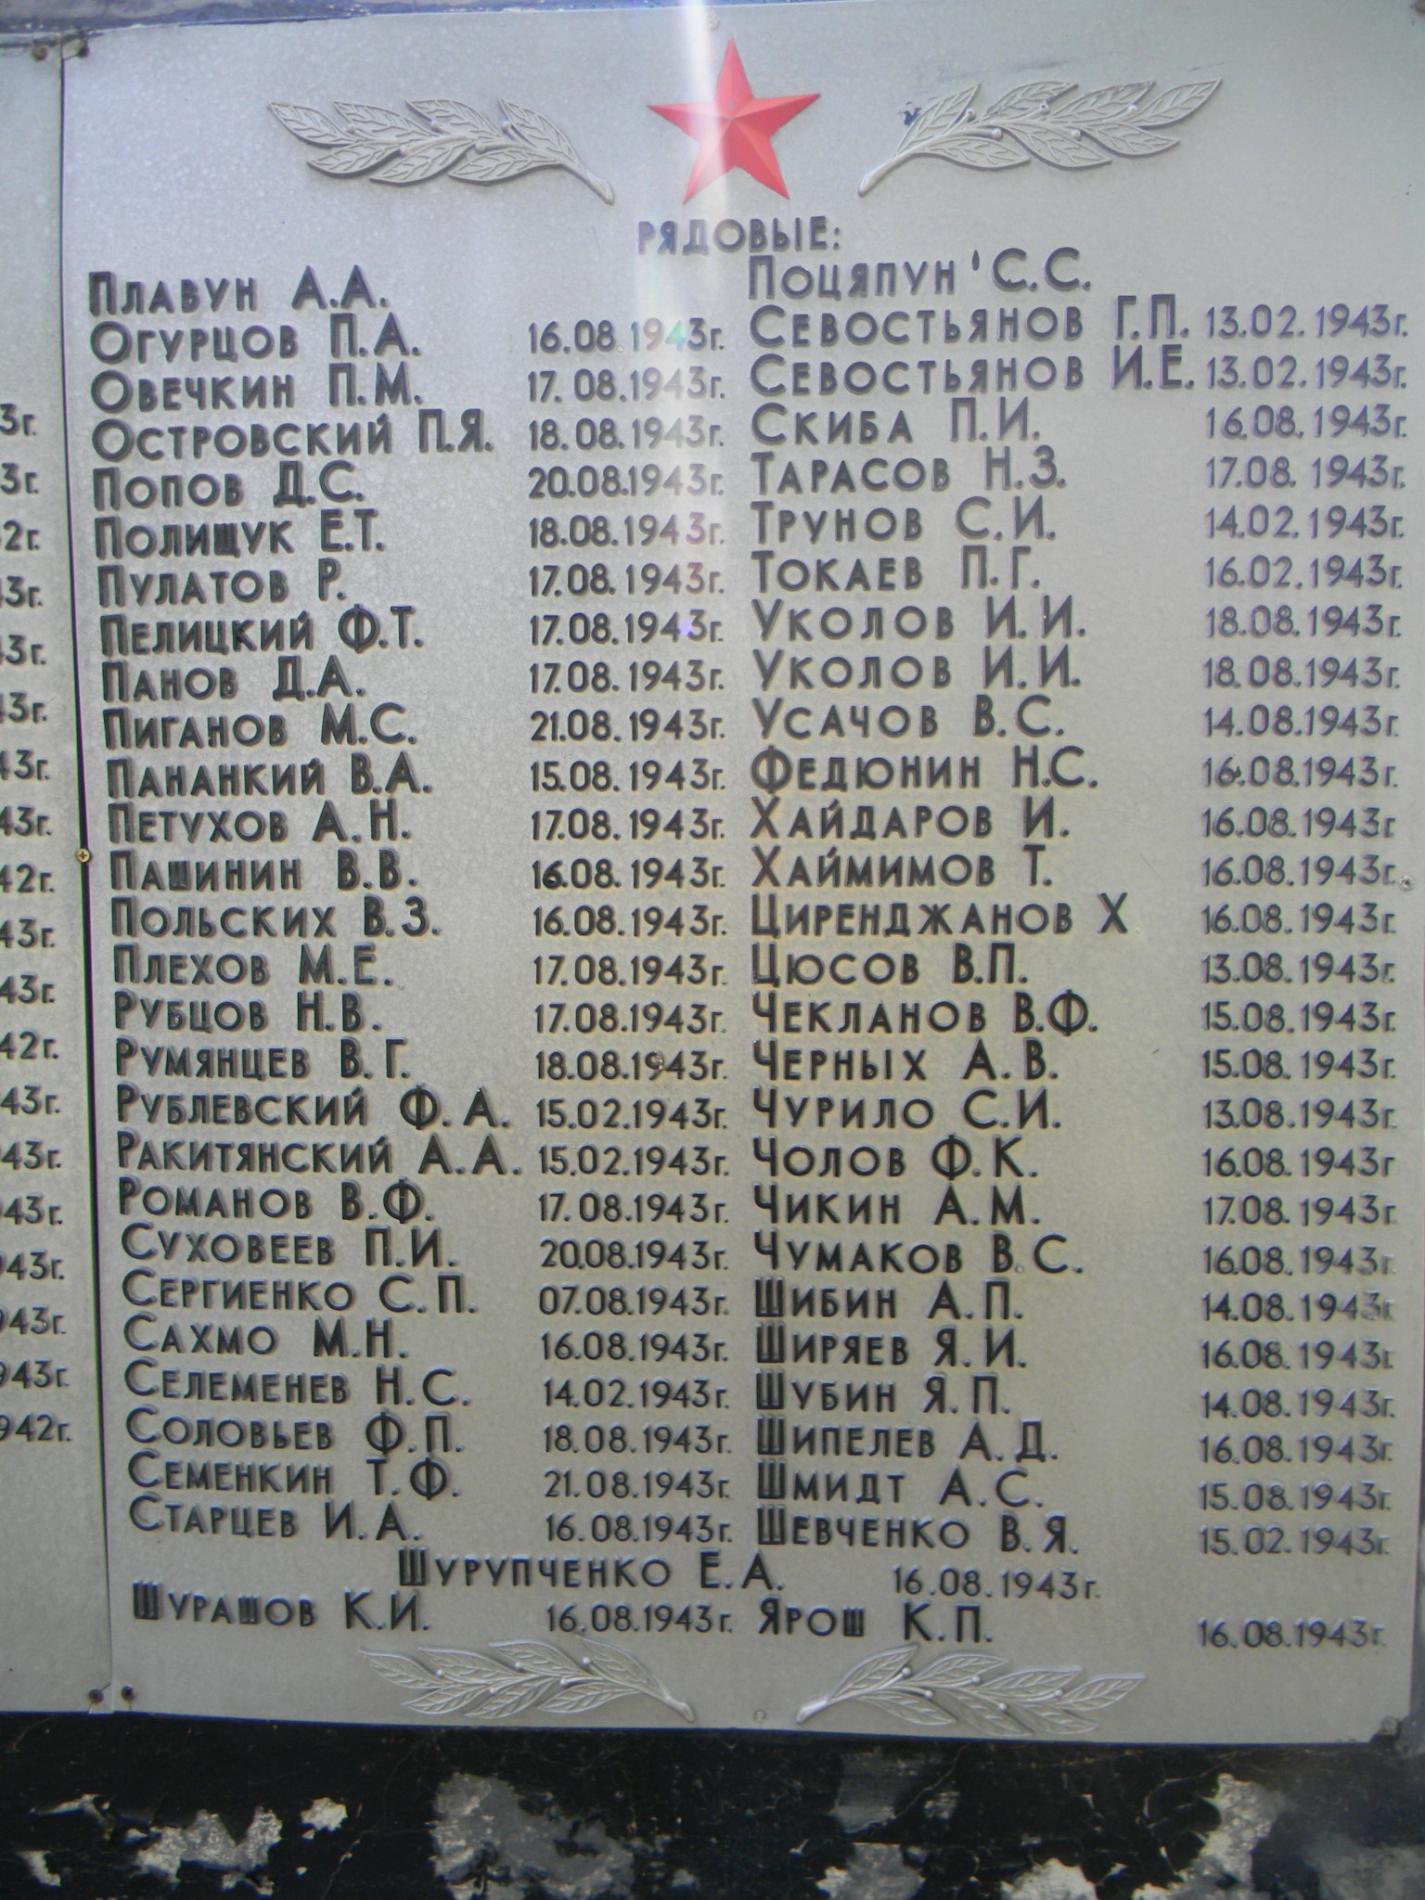 РЯДОВЫЕ:
ПЛАВУН А.А.
ОГУРЦОВ П.А. 16.08.1943г.
ОВЕЧКИН П.М. 17.08.1943г.
ОСТРОВСКИЙ П.Я. 18.08.1943г.
ПОПОВ Д.С. 20.08.1943г.
ПОЛИЩУК Е.Т. 18.08.1943г.
ПУЛАТОВ Р. 17.08.1943г.
ПЕЛИЦКИЙ Ф.Т. 17.08.1943г.
ПАНОВ Д.А. 17.08.1943г.
ПИГАНОВ М.С. 21.08.1943г.
ПАНАНКИЙ В.А. 15.08.1943г.
ПЕТУХОВ А.Н. 17.08.1943г.
ПАШИНИН В.В. 16.08.1943г.
ПОЛЬСКИХ В.З. 16.08.1943г.
ПЛЕХОВ М.Е. 17.08.1943г.
РУБЦОВ Н.В. 17.08.1943г.
РУМЯНЦЕВ В.Г. 18.08.1943г.
РУБЛЕВСКИЙ Ф.А. 15.02.1943г.
РАКИТЯНСКИЙ А.А. 15.02.1943г.
РОМАНОВ В.Ф. 17.08.1943г.
СУХОВЕЕВ П.И. 20.08.1943г.
СЕРГИЕНКО С.П. 07.08.1943г.
САХМО М.Н. 16.08.1943г.
СЕЛЕМЕНЕВ Н.С. 14.02.1943г.
СОЛОВЬЕВ Ф.П. 18.08.1943г.
СЕМЕНКИН Т.Ф. 21.08.1943г.
СТАРЦЕВ И.А. 16.08.1943г.
ПОЦЯПУН ' С.С.
СЕВОСТЬЯНОВ Г.П. 13.02.1943г.
СЕВОСТЬЯНОВ И.Е. 13.02.1943г.
СКИБА П.И. 16.08.1943г.
ТАРАСОВ Н.З. 17.08.1943г.
ТРУНОВ С.И. 14.02.1943г.
ТОКАЕВ П.Г. 16.02.1943г.
УКОЛОВ И.И. 18.08.1943г.
УКОЛОВ И.И. 18.08.1943г.
УСАЧОВ В.С. 14.08.1943г.
ФЕДЮНИН Н.С. 16.08.1943г.
ХАЙДАРОВ И. 16.08.1943г
ХАЙМИМОВ Т. 16.08.1943г.
ЦИРЕНДЖАНОВ Х 16.08.1943г.
ЦЮСОВ В.П. 13.08.1943г.
ЧЕКЛАНОВ В.Ф. 15.08.1943г.
ЧЕРНЫХ А.В. 15.08.1943г.
ЧУРИЛО С.И. 13.08.1943г.
ЧОЛОВ Ф.К. 16.08.1943г
ЧИКИН А.М. 17.08.1943г.
ЧУМАКОВ В.С. 16.08.1943г.
ШИБИН А.П. 14.08.1943г.
ШИРЯЕВ Я.И. 16.08.1943г.
ШУБИН Я.П. 14.08.1943г.
ШИПЕЛЕВ А.Д. 16.08.1943г.
ШМИДТ А.С. 15.08.1943г.
ШЕВЧЕНКО В.Я. 15.02.1943г.
ШУРУПЧЕНКО Е.А. 16.08.1943г.
ШУРАШОВ К.И. 16.08.1943г.
ЯРОШ К.П. 16.08.1943г.